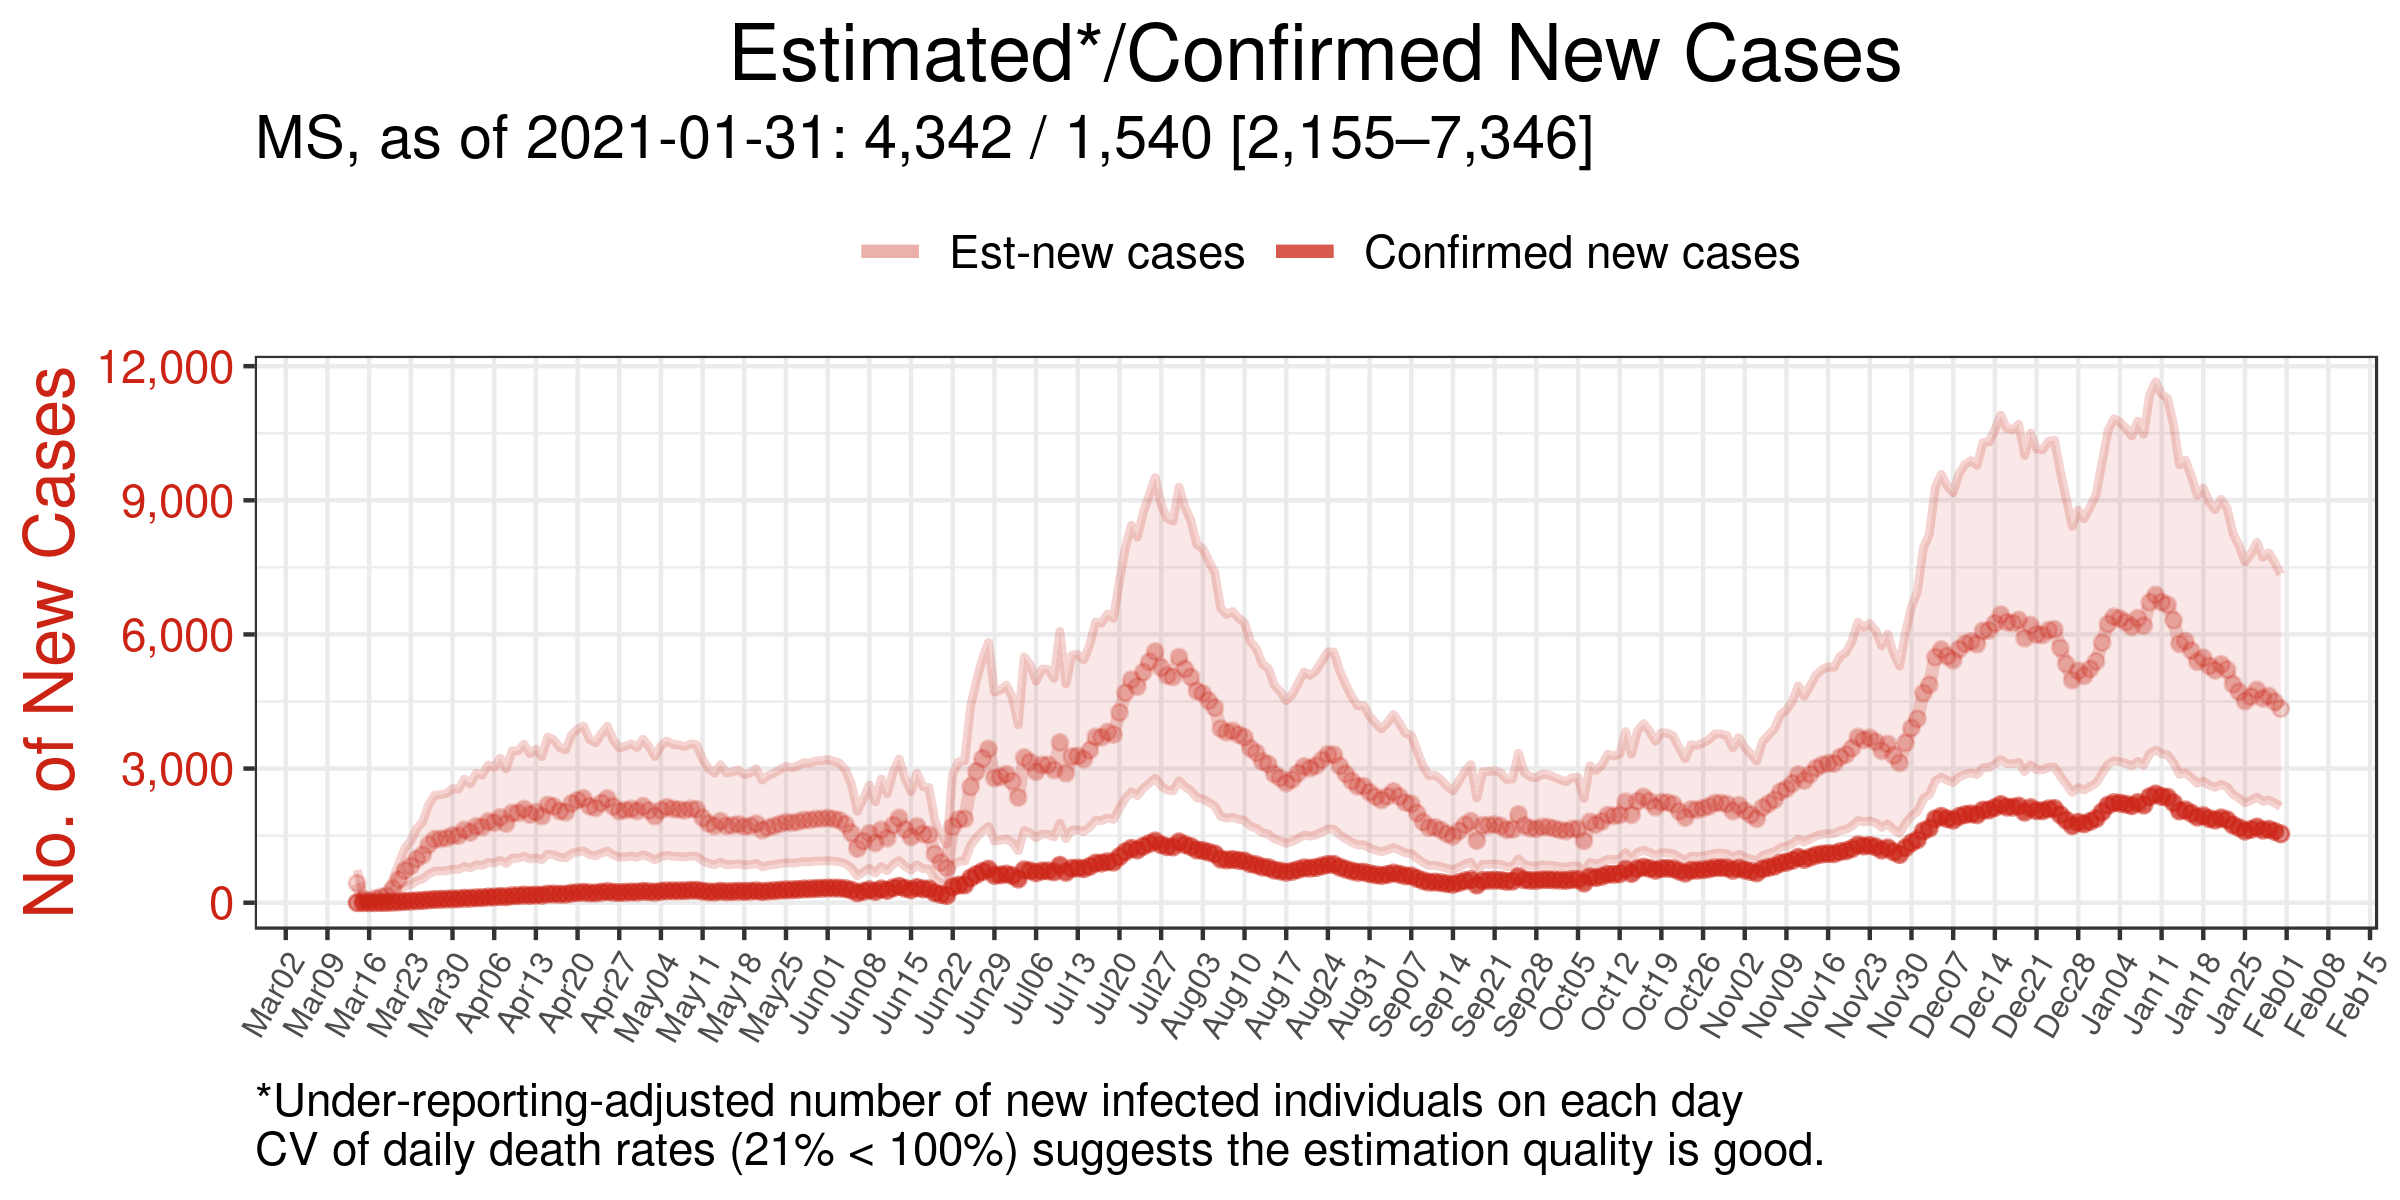 Estimated*/Confirmed New Cases
MS, as of 2021-01-31: 4,342 / 1,540 [2,155–7,346]
Est-new cases Confirmed new cases
No. of New Cases
12,000
9,000
6,000
3,000
0
Mar02 Mar09 Mar16 Mar23 Mar30 Apr06 Apr13 Apr20 Apr27 May04 May11 May18 May25 Jun01 Jun08 Jun15 Jun22 Jun29 Jul06 Jul13 Jul20 Jul27 Aug03 Aug10 Aug17 Aug24 Aug31 Sep07 Sep14 Sep21 Sep28 Oct05 Oct12 Oct19 Oct26 Nov02 Nov09 Nov16 Nov23 Nov30 Dec07 Dec14 Dec21 Dec28 Jan04 Jan11 Jan18 Jan25 Feb01 Feb08 Feb15
*Under-reporting-adjusted number of new infected individuals on each day
CV of daily death rates (21% < 100%) suggests the estimation quality is good.